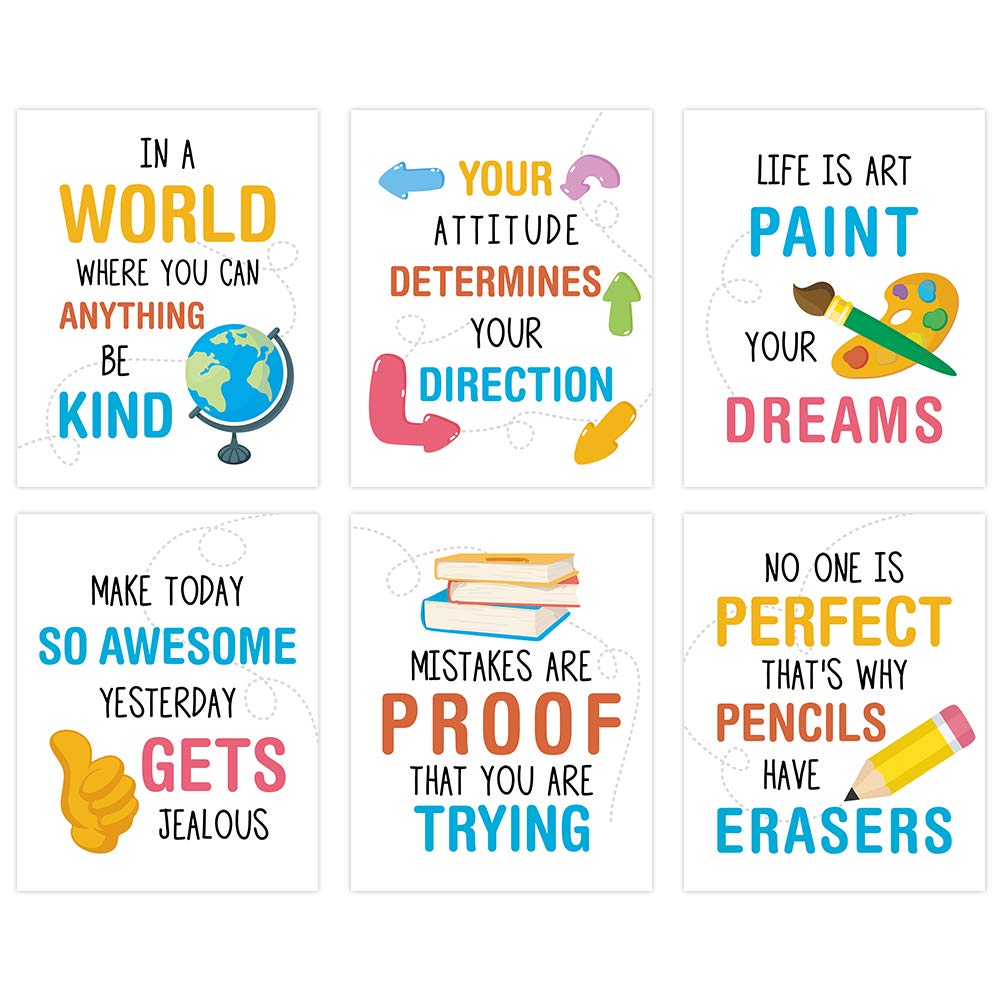 IN A
WORLD
WHERE YOU CAN
ANYTHING
BE
KIND
YOUR
ATTITUDE
DETERMINES
YOUR
DIRECTION
LIFE IS ART
PAINT
YOUR
DREAMS
MAKE TODAY
SO AWESOME
YESTERDAY
GETS
JEALOUS
MISTAKES ARE
PROOF
THAT YOU ARE
TRYING
NO ONE IS
PERFECT
THAT'S WHY
PENCILS
HAVE
ERASERS